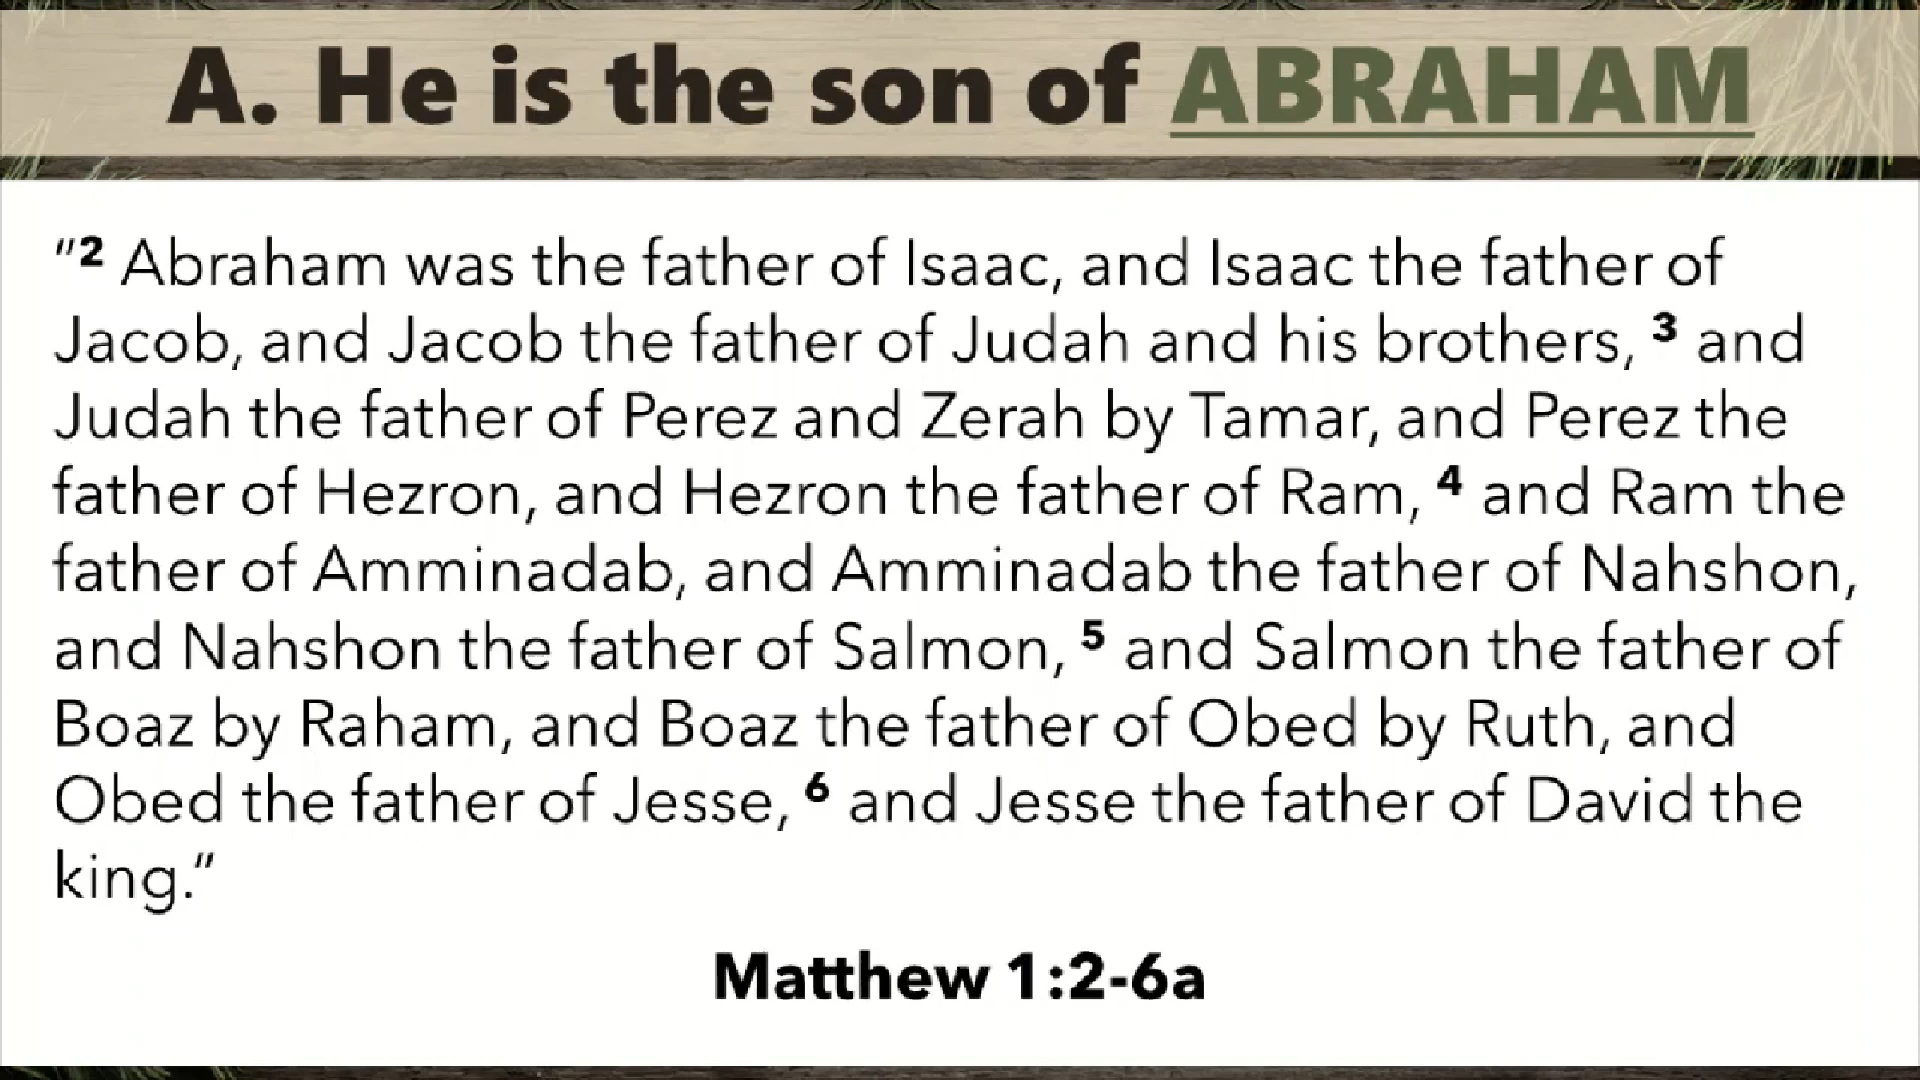 A. He is the son of ABRAHAM
"2 Abraham was the father of Isaac, and Isaac the father of
Jacob, and Jacob the father of Judah and his brothers, 3 and
Judah the father of Perez and Zerah by Tamar, and Perez the
father of Hezron, and Hezron the father of Ram, 4 and Ram the
father of Amminadab, and Amminadab the father of Nahshon,
and Nahshon the father of Salmon, 5 and Salmon the father of
Boaz by Raham, and Boaz the father of Obed by Ruth, and
Obed the father of Jesse, 6 and Jesse the father of David the
king."
Matthew 1:2-6a